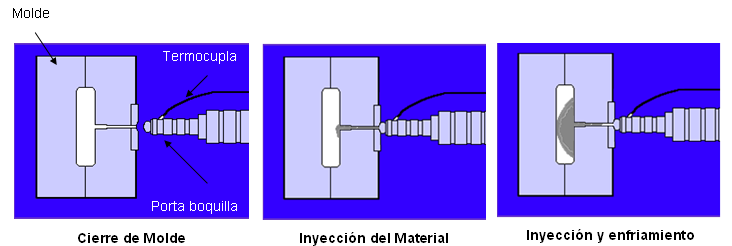 Molde
Termocupla
Porta boquilla
Cierre de Molde
Inyección del Material
Inyección y enfriamiento